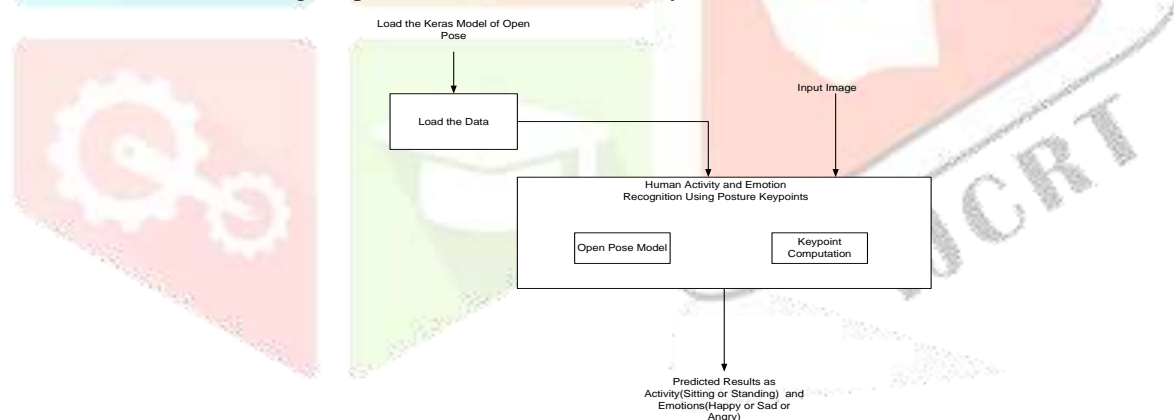 Load the Keras Model of Open
Pose
Load the Data
Input Image
Human Activity and Emotion
Recognition Using Posture Keypoints
Open Pose Model
Keypoint
Computation
Predicted Results as
Activity(Sitting or Standing) and
Emotions(Happy or Sad or
Angry)
IJCRT